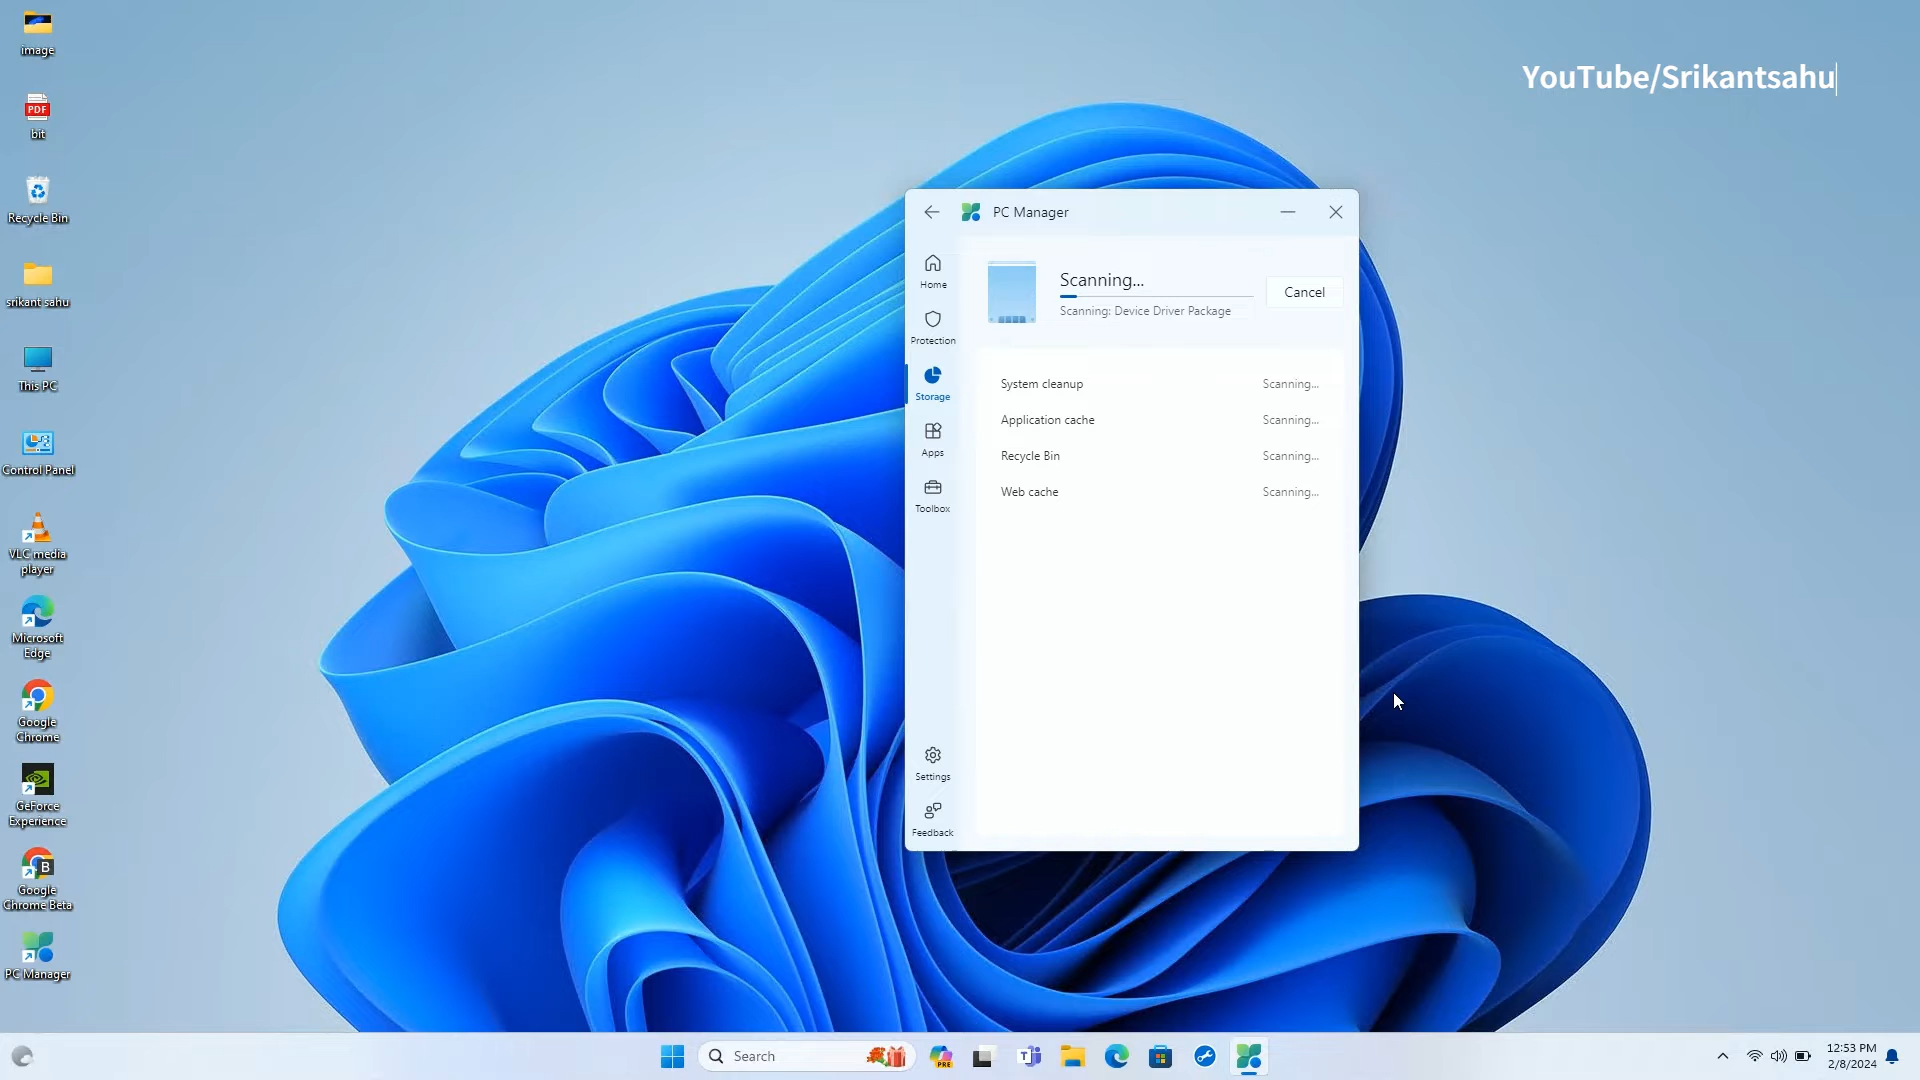 image
bit
Recycle Bin
srikant sahu
This PC
Control Panel
VLC media
player
Microsoft
Edge
Google
Chrome
GeForce
Experience
Google
Chrome Beta
PC Manager
YouTube/Srikantsahu
PC Manager
Home
Protection
Storage
Apps
Toolbox
Settings
Feedback
Scanning...
Scanning: Device Driver Package
Cancel
System cleanup Scanning...
Application cache Scanning...
Recycle Bin Scanning...
Web cache Scanning...
Search
12:53 PM
2/8/2024